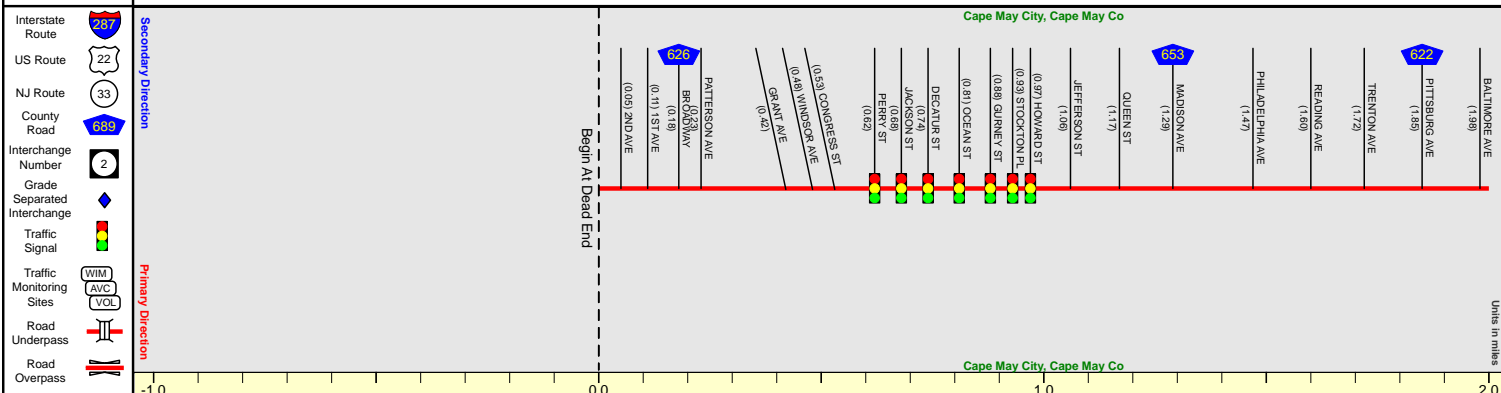 Interstate
Route
287
US Route
22
NJ Route
33
County
Road
689
Interchange
Number
2
Grade
Separated
Interchange
Traffic
Signal
Traffic
Monitoring
Sites
WIM
AVC
VOL
Road
Underpass
Road
Overpass
Secondary Direction
Primary Direction
Cape May City, Cape May Co
Begin At Dead End
(0.05) 2ND AVE
(0.11) 1ST AVE
626
BROADWAY
(0.18)
PATTERSON AVE
(0.23)
GRANT AVE
(0.42)
(0.48) WINDSOR AVE
(0.53) CONGRESS ST
PERRY ST
(0.62)
JACKSON ST
(0.68)
DECATUR ST
(0.74)
(0.81) OCEAN ST
(0.88) GURNEY ST
(0.93) STOCKTON PL
(0.97) HOWARD ST
JEFFERSON ST
(1.06)
QUEEN ST
(1.17)
653
MADISON AVE
(1.29)
PHILADELPHIA AVE
(1.47)
READING AVE
(1.60)
TRENTON AVE
(1.72)
622
PITTSBURG AVE
(1.85)
BALTIMORE AVE
(1.98)
Units in miles
Cape May City, Cape May Co
-1.0
0.0
1.0
2.0